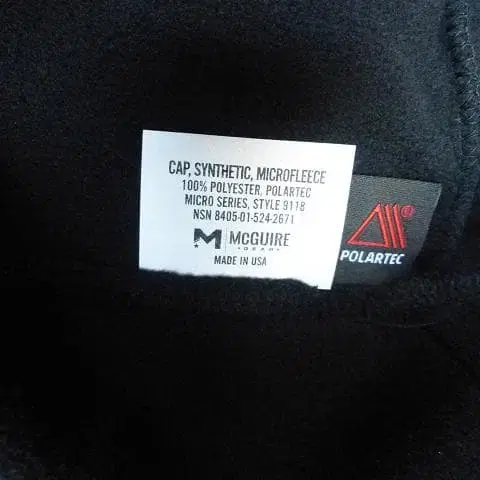 CAP, SYNTHETIC, MICROFLEECE
100% POLYESTER, POLARTEC
MICRO SERIES, STYLE 9118
NSN 8405-01-524-2671
M McGUIRE
GEAR
MADE IN USA
®
POLARTEC